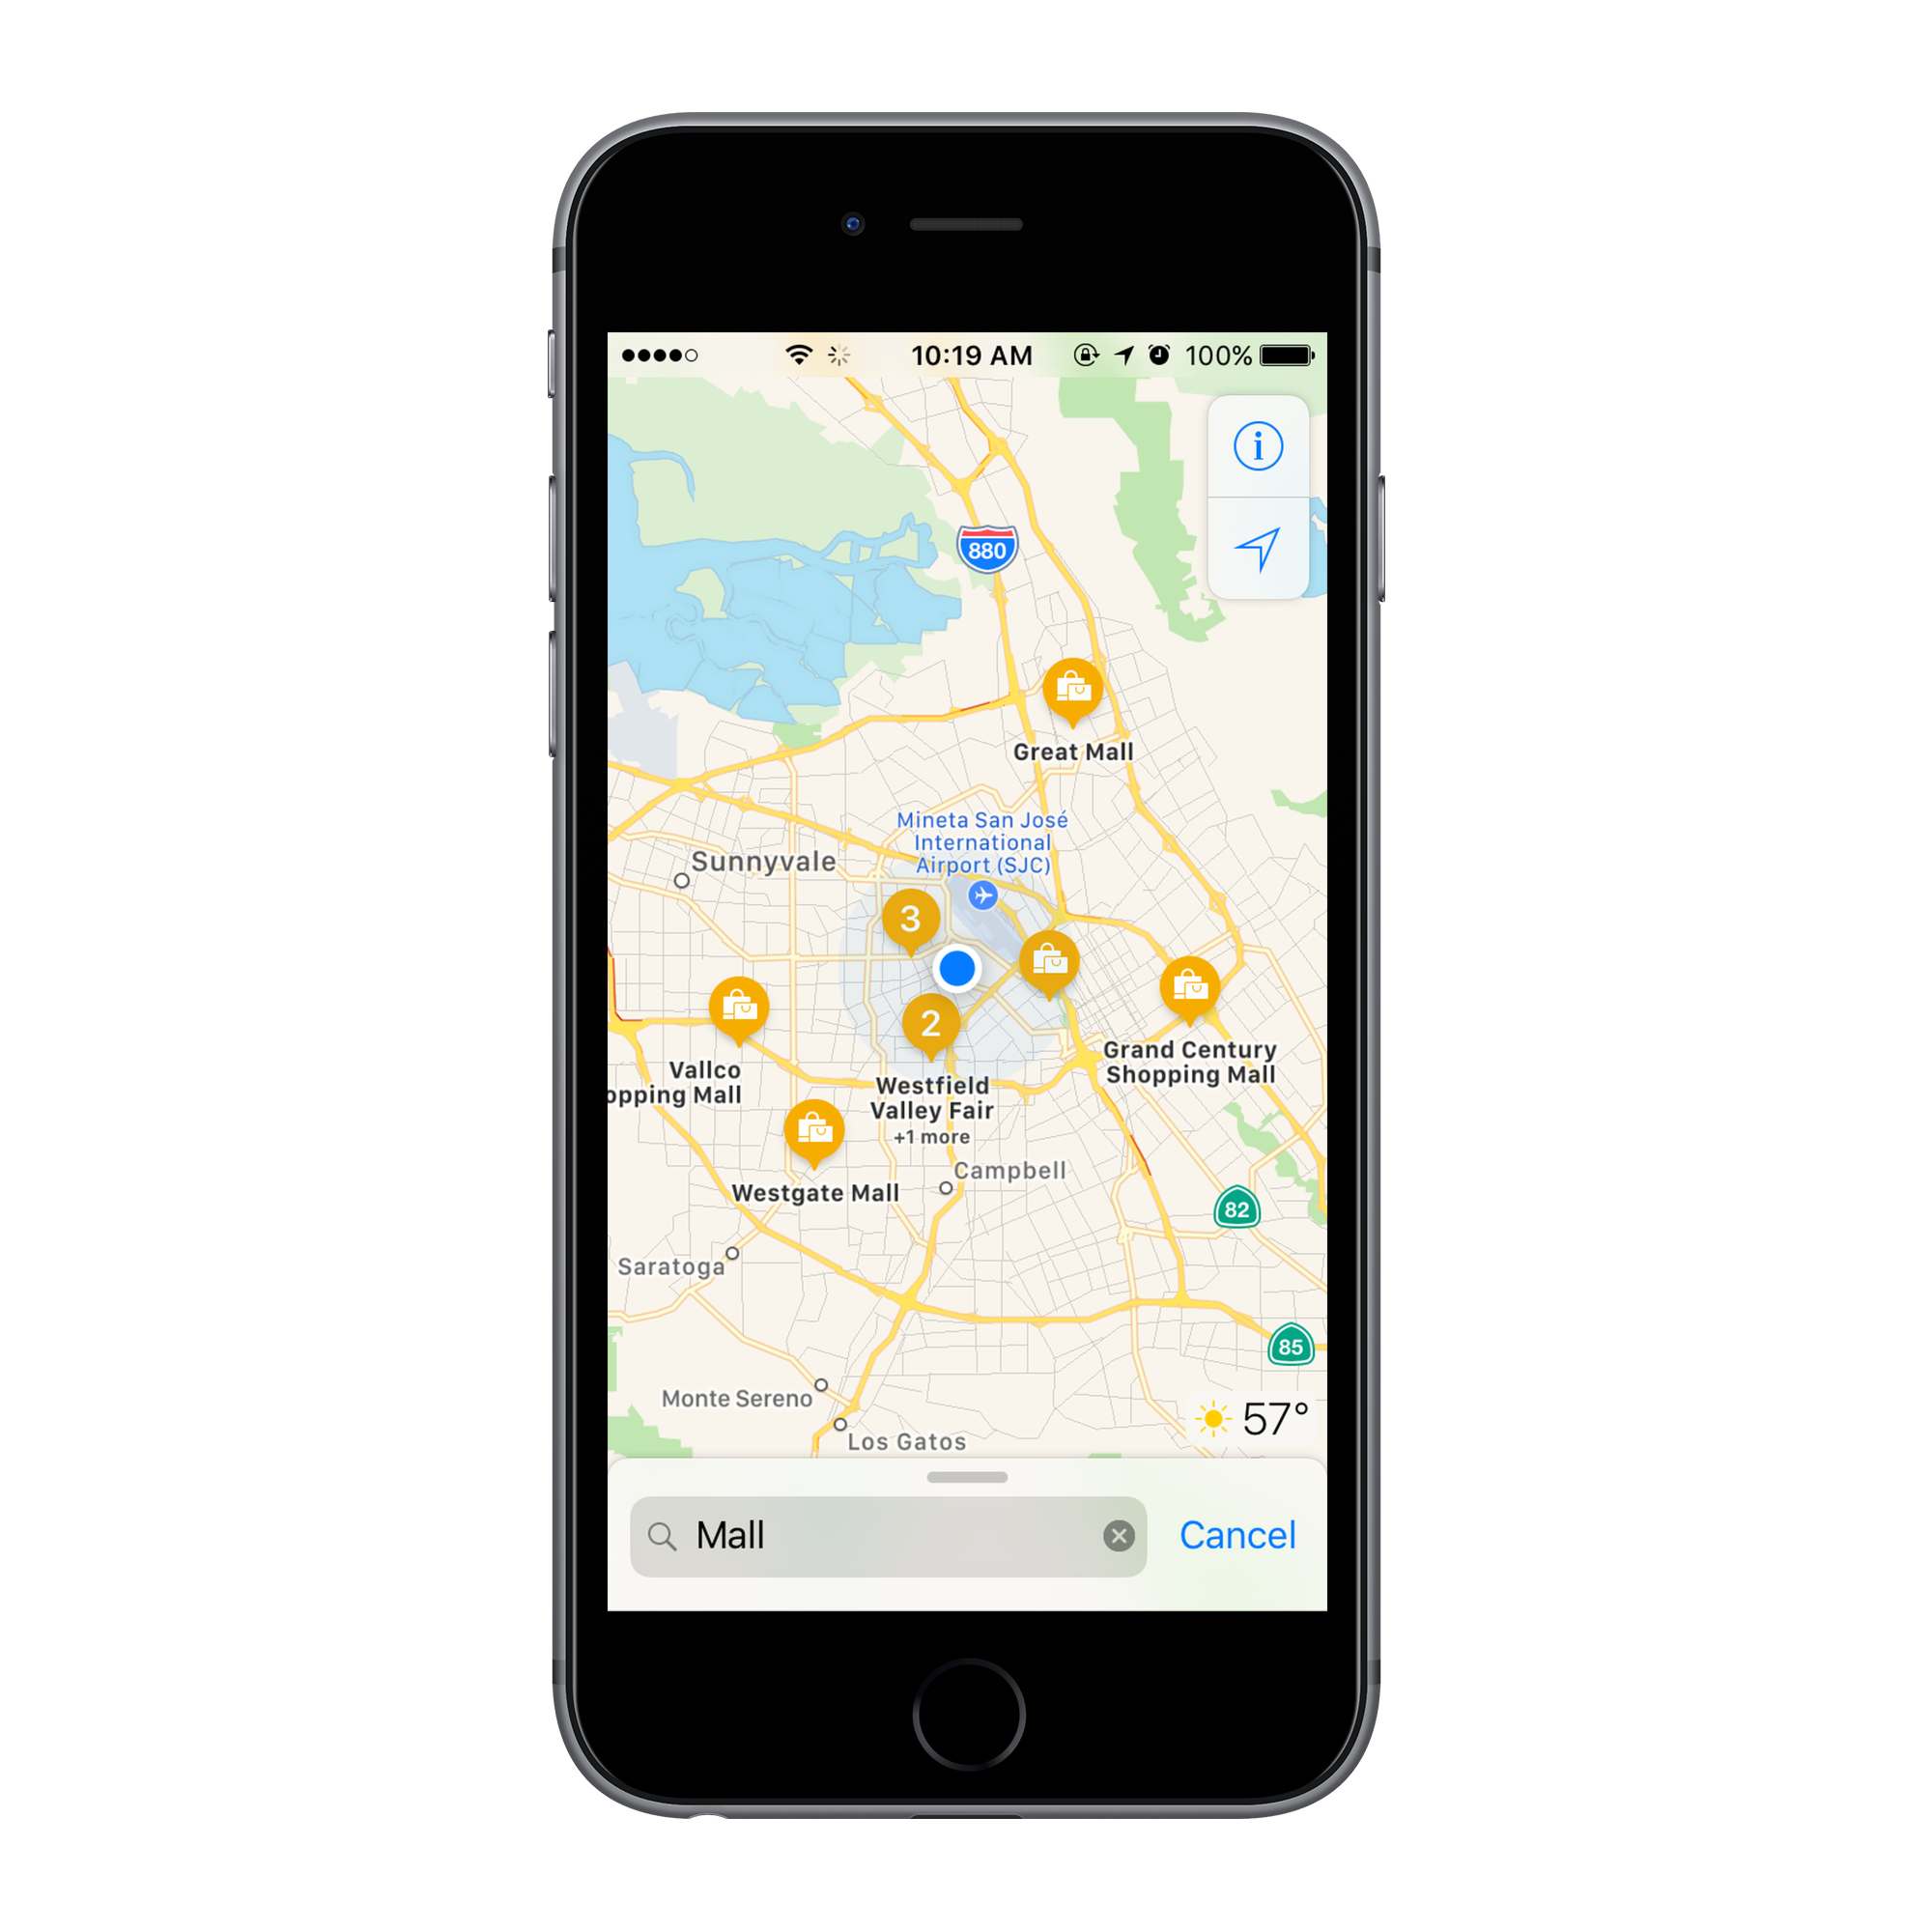 10:19 AM
100%
i
880
Great Mall
Mineta San José
International
Airport (SJC)
Sunnyvale
3
2
Vallco
opping Mall
Westfield
Valley Fair
+1 more
Grand Century
Shopping Mall
Westgate Mall
Campbell
82
Saratoga
85
Monte Sereno
57°
Los Gatos
Mall
Cancel